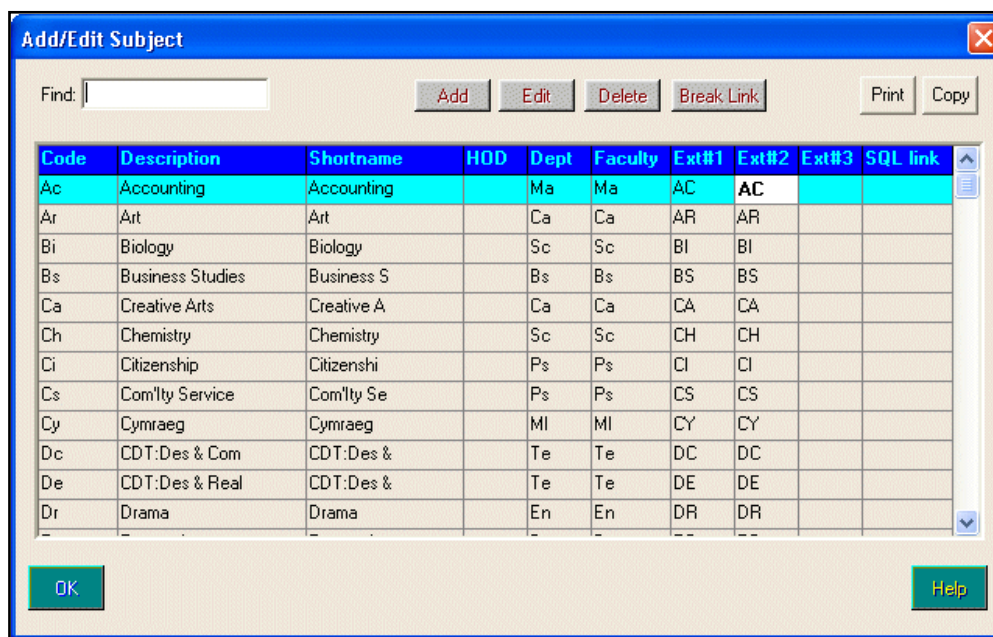 Add/Edit Subject
Find: Add Edit Delete Break Link Print Copy
Code Description Shortname HOD Dept Faculty Ext#1 Ext#2 Ext#3 SQL link
Ac Accounting Accounting Ma Ma AC AC
Ar Art Art Ca Ca AR AR
Bi Biology Biology Sc Sc BI BI
Bs Business Studies Business S Bs Bs BS BS
Ca Creative Arts Creative A Ca Ca CA CA
Ch Chemistry Chemistry Sc Sc CH CH
Ci Citizenship Citizenshi Ps Ps CI CI
Cs Com'lty Service Com'lty Se Ps Ps CS CS
Cy Cymraeg Cymraeg Ml Ml CY CY
Dc CDT:Des & Com CDT:Des & Te Te DC DC
De CDT:Des & Real CDT:Des & Te Te DE DE
Dr Drama Drama En En DR DR
OK Help